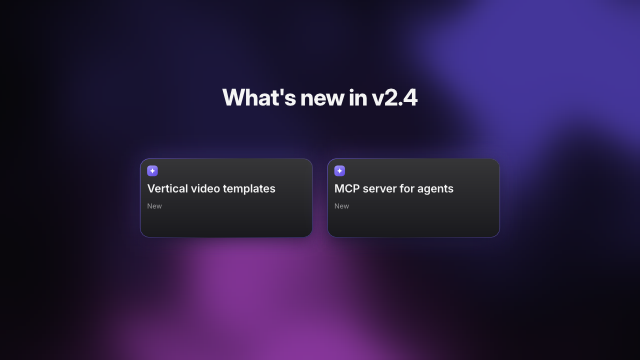 What's new in v2.4
Vertical video templates
New
MCP server for agents
New